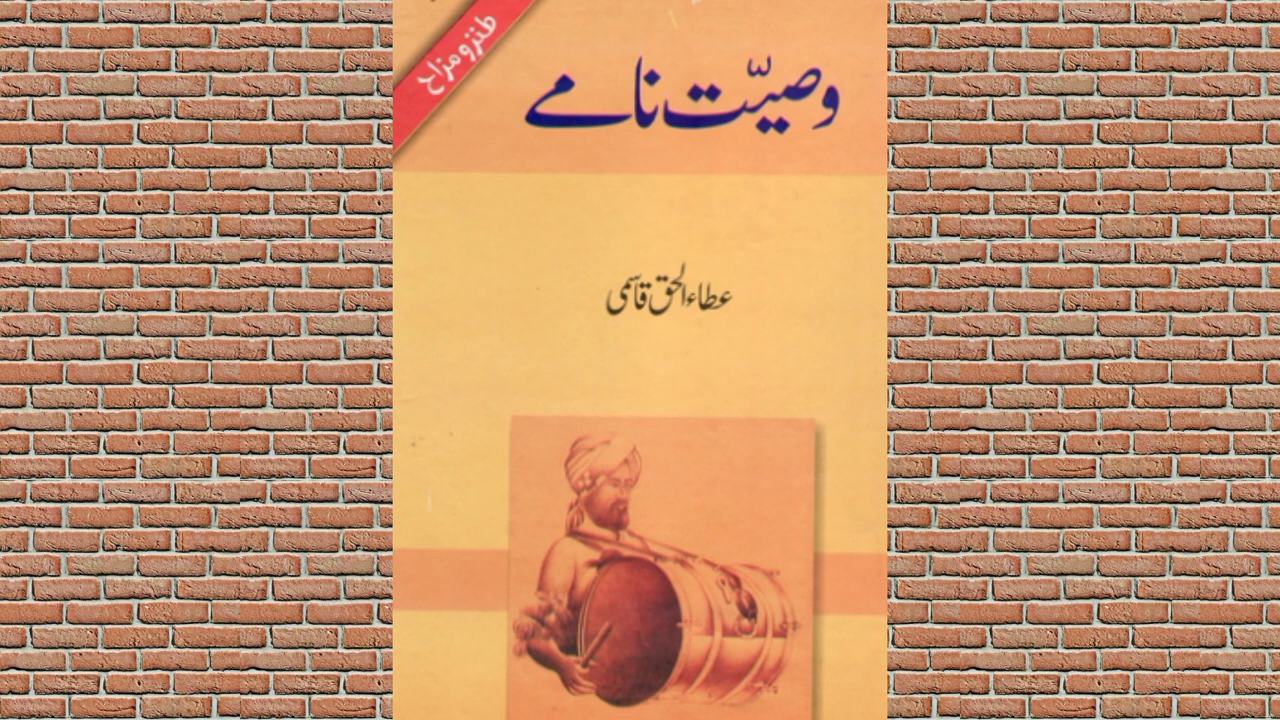 طنز و مزاح
وصیّت نامے
عطاء الحق قاسمی